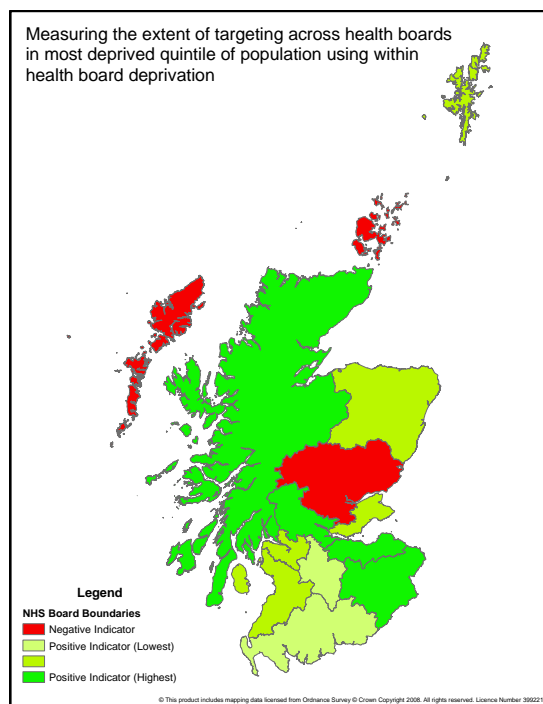 Measuring the extent of targeting across health boards
in most deprived quintile of population using within
health board deprivation
Legend
NHS Board Boundaries
Negative Indicator
Positive Indicator (Lowest)
Positive Indicator (Highest)
© This product includes mapping data licensed from Ordnance Survey © Crown Copyright 2008. All rights reserved. Licence Number 399221